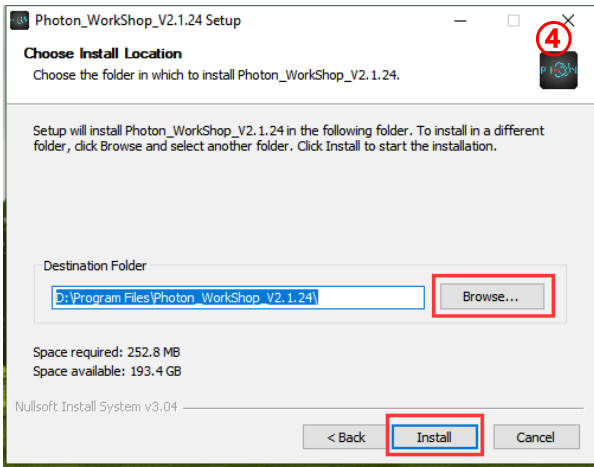 Photon_WorkShop_V2.1.24 Setup
④
Choose Install Location
Choose the folder in which to install Photon_WorkShop_V2.1.24.
Setup will install Photon_WorkShop_V2.1.24 in the following folder. To install in a different
folder, click Browse and select another folder. Click Install to start the installation.
Destination Folder
D:\Program Files\Photon_WorkShop_V2.1.24\
Browse...
Space required: 252.8 MB
Space available: 193.4 GB
Nullsoft Install System v3.04
< Back
Install
Cancel